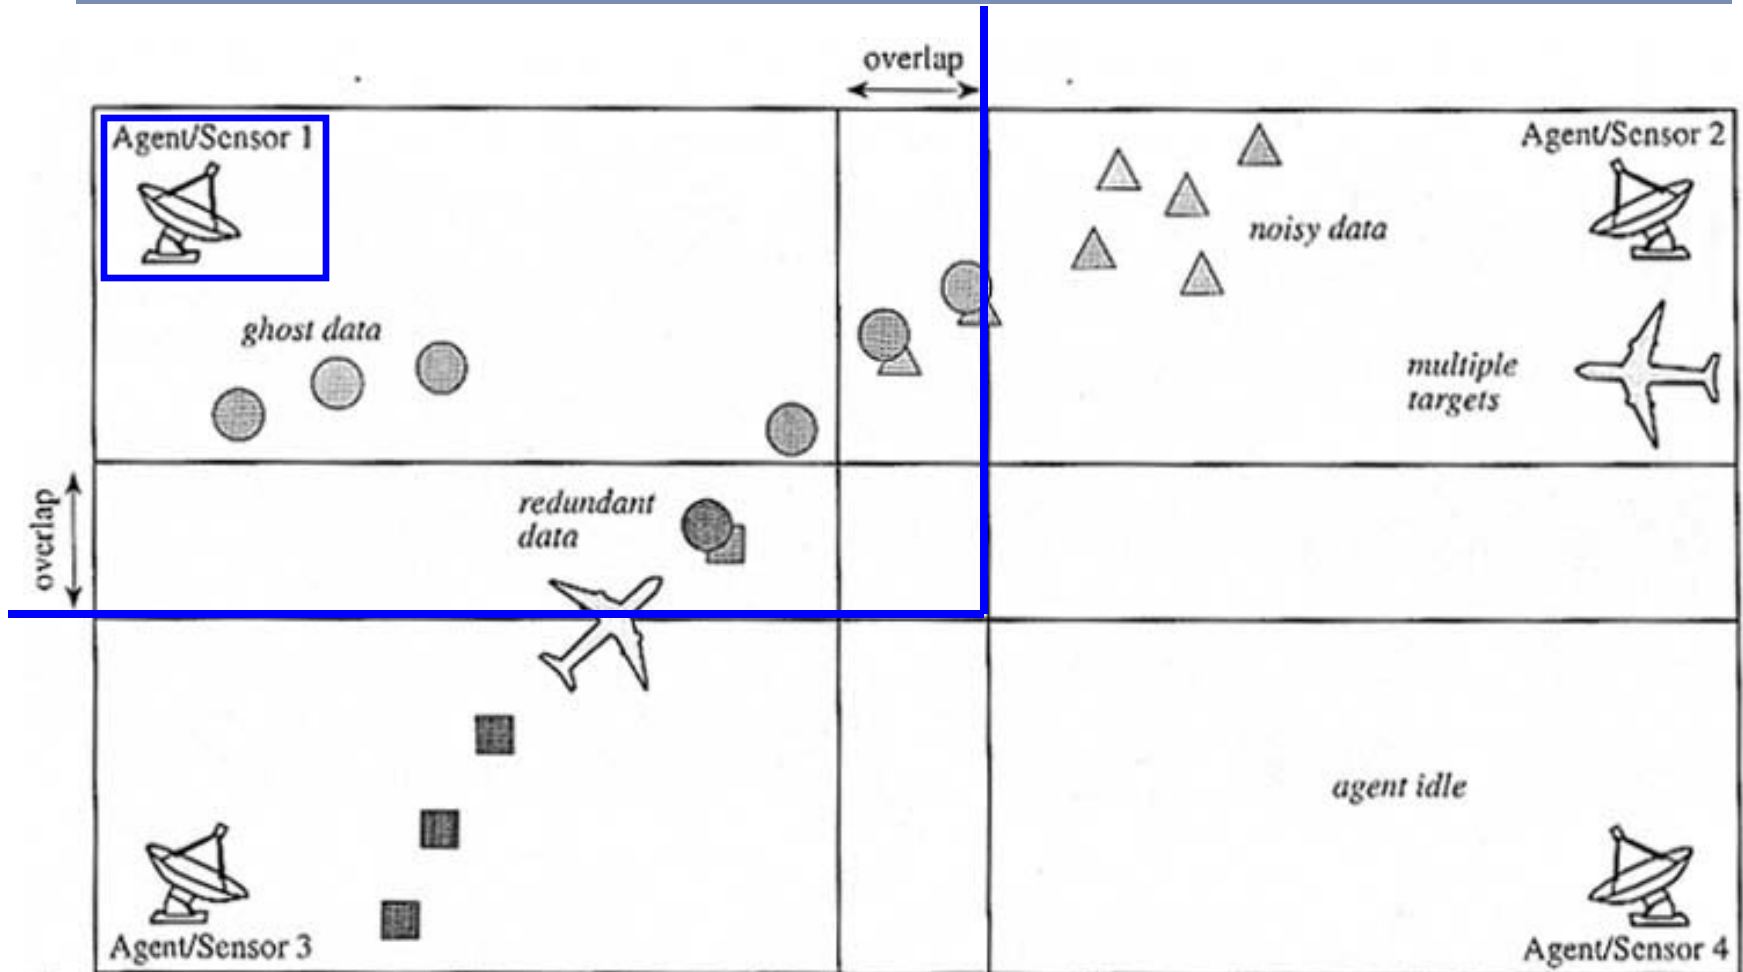 overlap
Agent/Sensor 1
Agent/Sensor 2
noisy data
ghost data
multiple
targets
overlap
redundant
data
agent idle
Agent/Sensor 3
Agent/Sensor 4